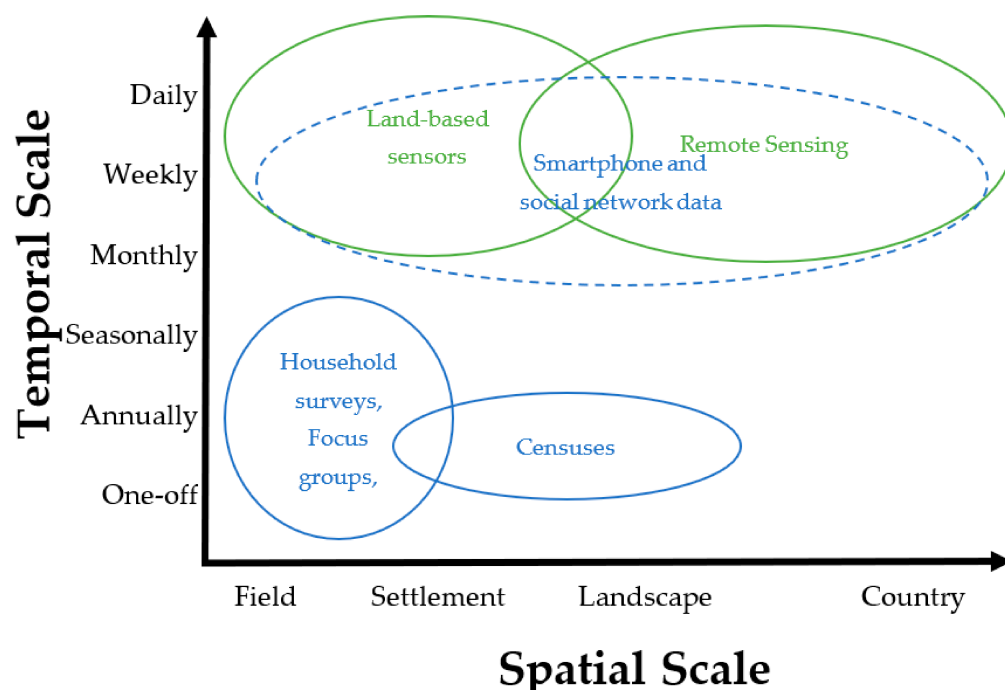 Temporal Scale
Daily
Weekly
Monthly
Seasonally
Annually
One-off
Land-based
sensors
Remote Sensing
Smartphone and
social network data
Household
surveys,
Focus
groups,
Censuses
Field
Settlement
Landscape
Country
Spatial Scale